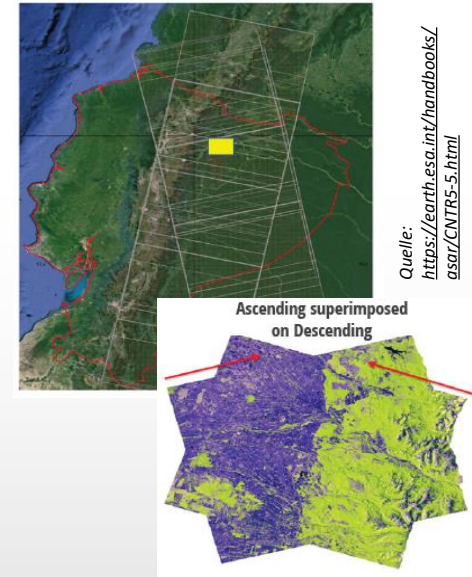 Quelle:
https://earth.esa.int/handbooks/
asar/CNTR5-5.html
Ascending superimposed
on Descending